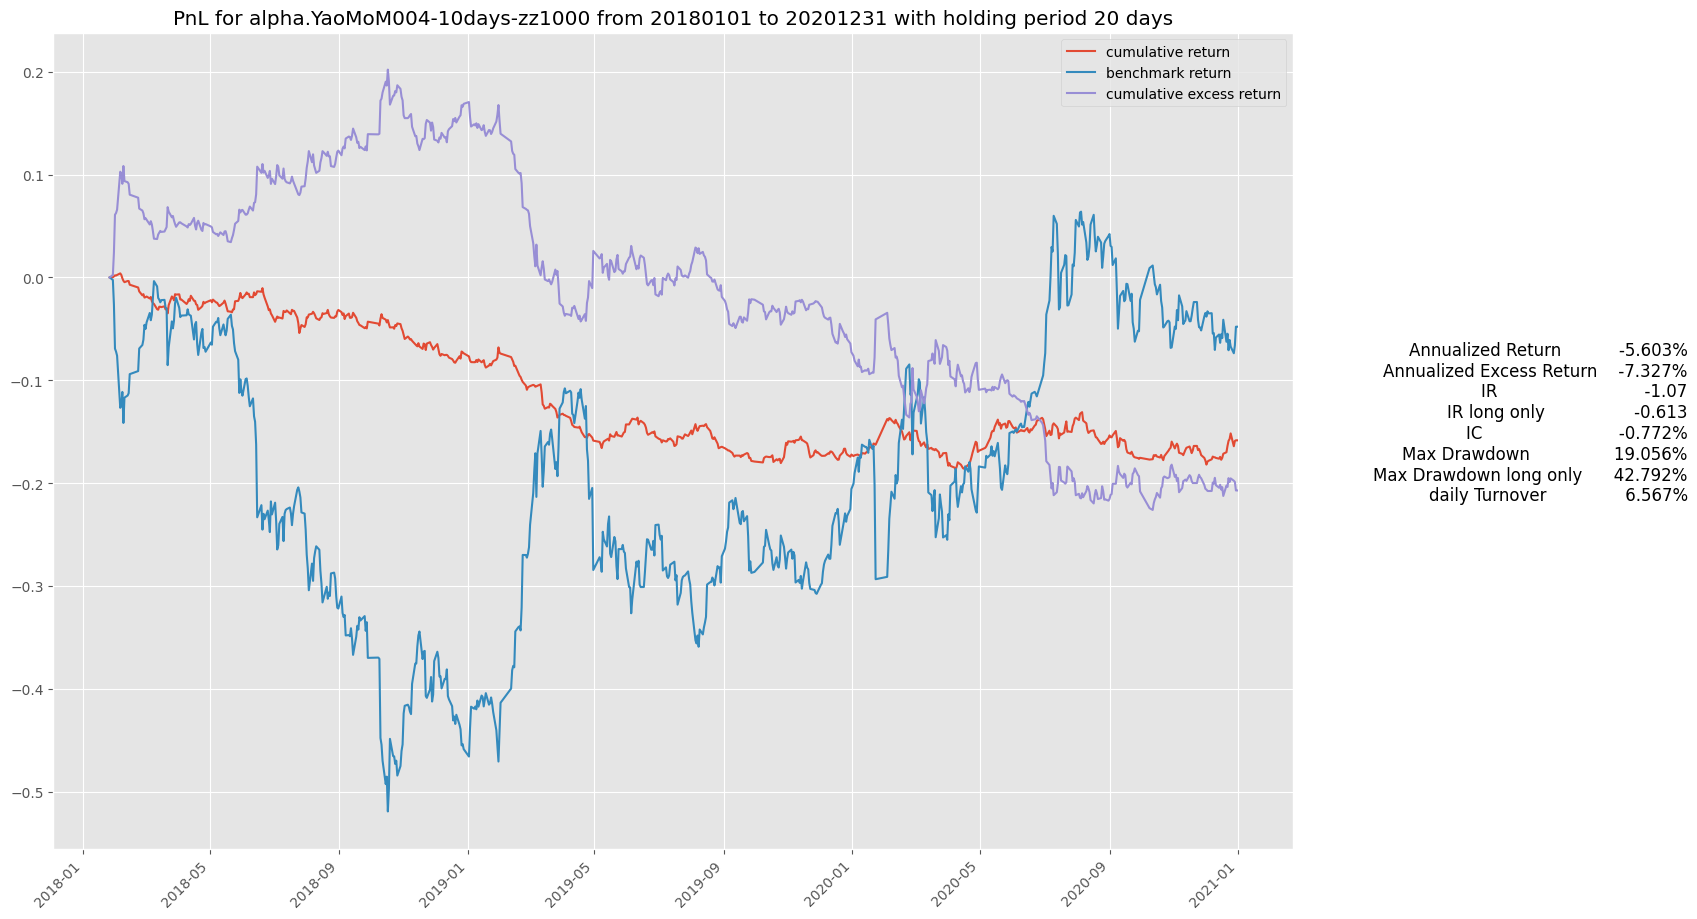 PnL for alpha.YaoMoM004-10days-zz1000 from 20180101 to 20201231 with holding period 20 days
cumulative return
benchmark return
cumulative excess return
0.2
0.1
0.0
−0.1
−0.2
−0.3
−0.4
−0.5
2018-01
2018-05
2018-09
2019-01
2019-05
2019-09
2020-01
2020-05
2020-09
2021-01
Annualized Return -5.603%
Annualized Excess Return -7.327%
IR -1.07
IR long only -0.613
IC -0.772%
Max Drawdown 19.056%
Max Drawdown long only 42.792%
daily Turnover 6.567%